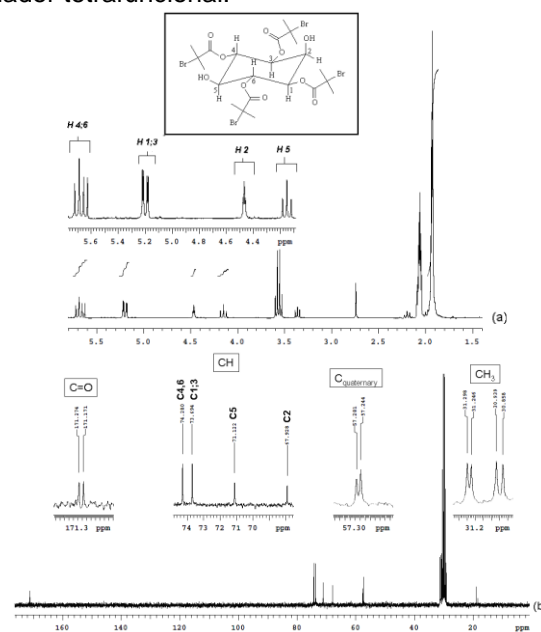 ador tetrafuncional.
Br
O
O
H
4
O
O
Br
OH
H
2
3
H
H
HO
5
H
6
O
O
H
1
O
O
Br
Br
H 4;6
H 1;3
H 2
H 5
5.6 5.4 5.2 5.0 4.8 4.6 4.4 ppm
(a)
5.5 5.0 4.5 4.0 3.5 3.0 2.5 2.0 1.5 ppm
C=O
CH
C quaternary
CH3
C4,6
C1;3
C5
C2
171.3 ppm
74 73 72 71 70 ppm
57.30 ppm
31.2 ppm
(b
160 140 120 100 80 60 40 20 ppm